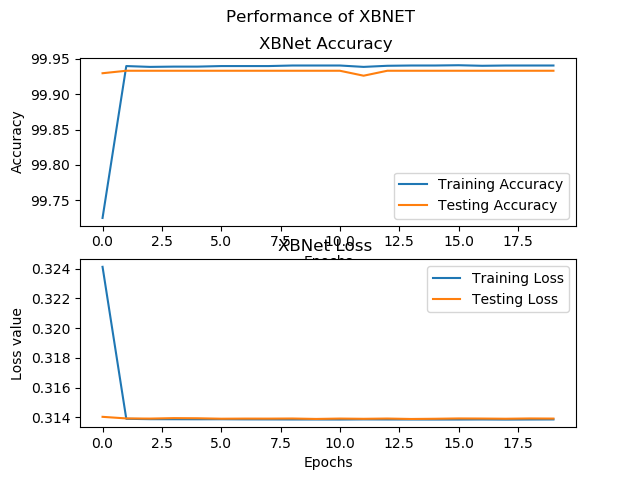 Performance of XBNET
XBNet Accuracy
99.95
99.90
99.85
99.80
99.75
Accuracy
Training Accuracy
Testing Accuracy
0.0 2.5 5.0 7.5 10.0 12.5 15.0 17.5
Epochs
XBNet Loss
0.324
0.322
0.320
0.318
0.316
0.314
Loss value
Training Loss
Testing Loss
0.0 2.5 5.0 7.5 10.0 12.5 15.0 17.5
Epochs